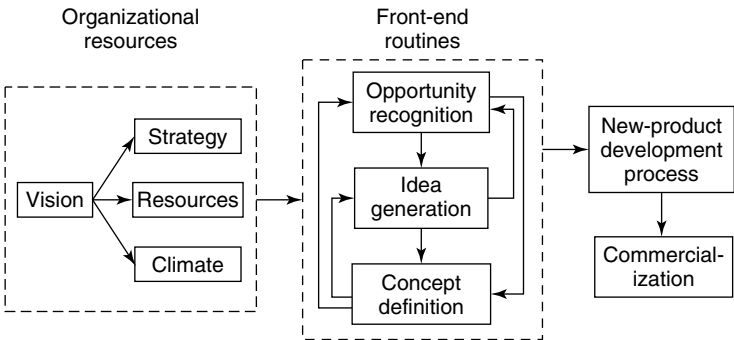 Organizational
resources
Front-end
routines
Strategy
Vision
Resources
Climate
Opportunity
recognition
Idea
generation
Concept
definition
New-product
development
process
Commercial-
ization